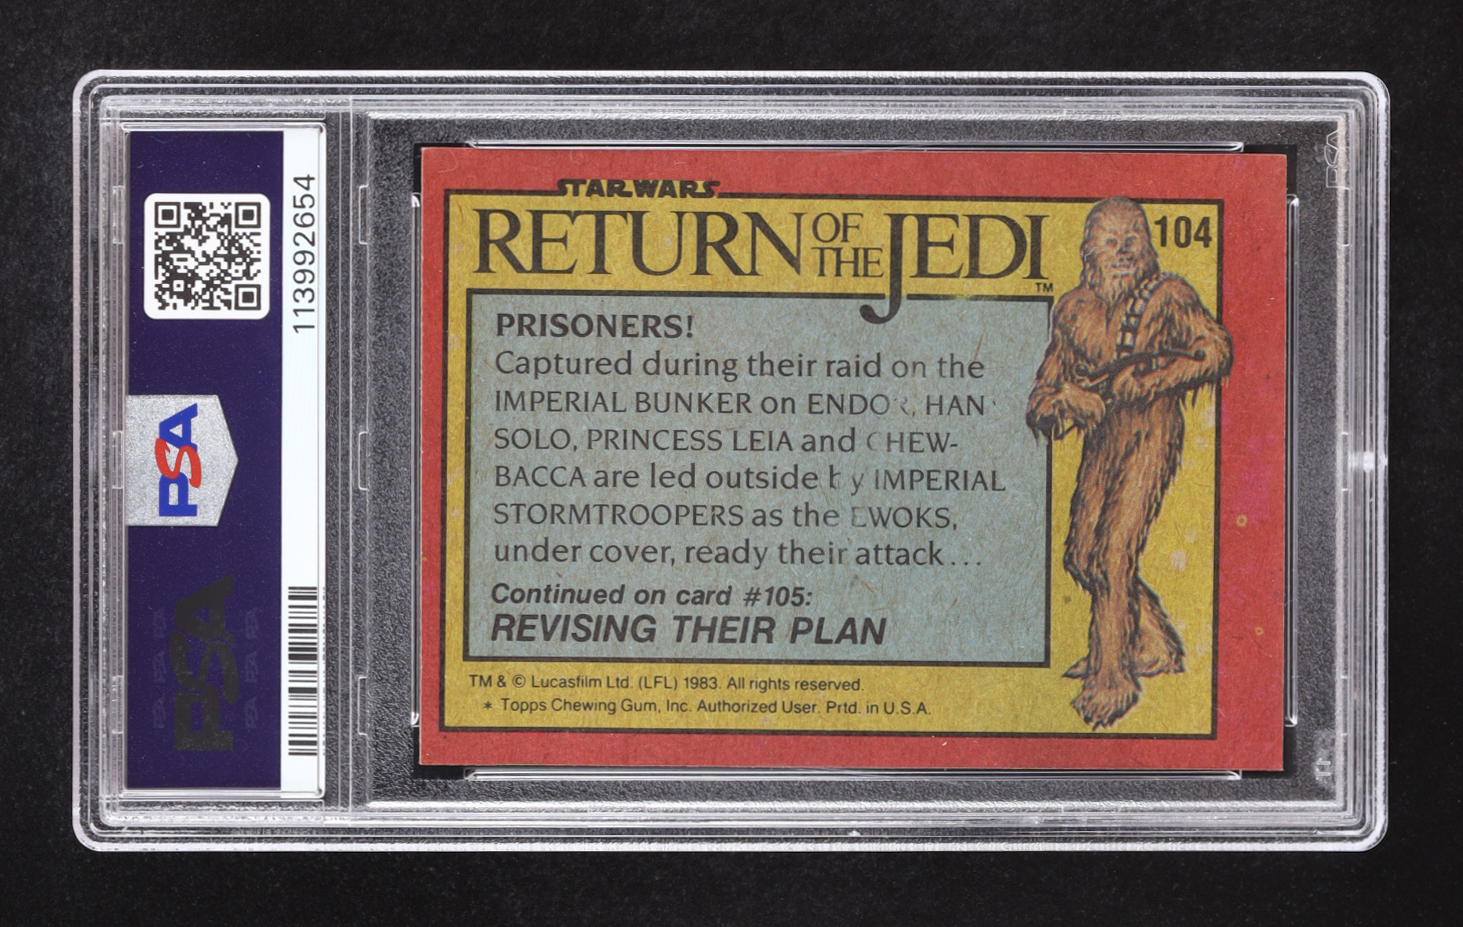 STAR WARS
RETURN OF THE JEDI
TM
104
PRISONERS!
Captured during their raid on the
IMPERIAL BUNKER on ENDOR, HAN
SOLO, PRINCESS LEIA and CHEW-
BACCA are led outside by IMPERIAL
STORMTROOPERS as the EWOKS,
under cover, ready their attack...
Continued on card #105:
REVISING THEIR PLAN
TM & © Lucasfilm Ltd. (LFL) 1983. All rights reserved.
* Topps Chewing Gum, Inc. Authorized User. Prtd. in U.S.A.
113992654
PSA
PSA
PSA